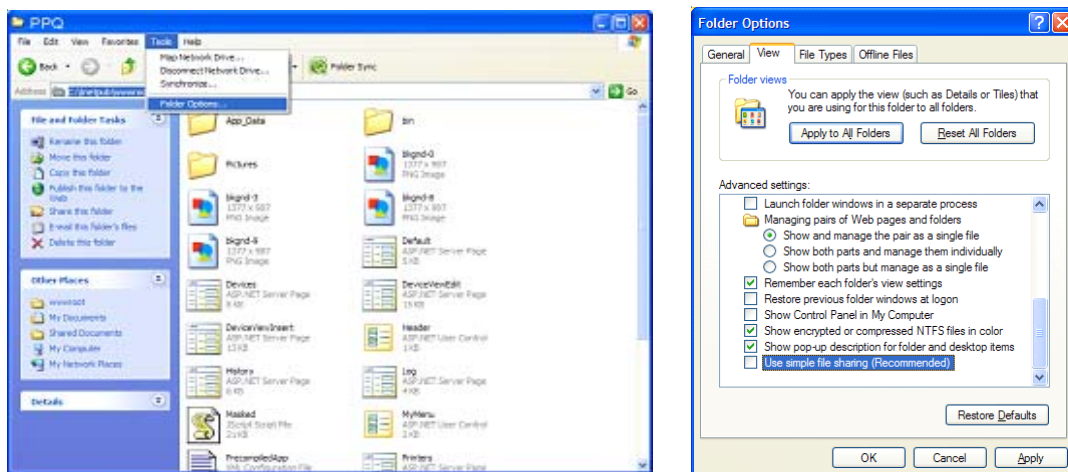 PPQ
File Edit View Favorites Tools Help
Map Network Drive...
Disconnect Network Drive...
Synchronize...
Folder Options...
Back
Folder Sync
Address
Go
File and Folder Tasks
Rename this folder
Move this folder
Copy this folder
Publish this folder to the Web
Share this folder
E-mail this folder's files
Delete this folder
Other Places
wwwroot
My Documents
Shared Documents
My Computer
My Network Places
Details
App_Data
bin
Pictures
bkgnd-0
1377 x 987
PNG Image
bkgnd-3
1377 x 987
PNG Image
bkgnd-6
1377 x 987
PNG Image
bkgnd-9
1377 x 987
PNG Image
Default
ASP.NET Server Page
5 KB
Devices
ASP.NET Server Page
8 KB
DeviceViewEdit
ASP.NET Server Page
15 KB
DeviceViewInsert
ASP.NET Server Page
13 KB
Header
ASP.NET User Control
1 KB
History
ASP.NET Server Page
6 KB
Log
ASP.NET Server Page
4 KB
Masked
JScript Script File
21 KB
MyMenu
ASP.NET User Control
2 KB
PrecompiledApp
XML Configuration File
Printers
ASP.NET Server Page
Folder Options
General View File Types Offline Files
Folder views
You can apply the view (such as Details or Tiles) that
you are using for this folder to all folders.
Apply to All Folders Reset All Folders
Advanced settings:
Launch folder windows in a separate process
Managing pairs of Web pages and folders
Show and manage the pair as a single file
Show both parts and manage them individually
Show both parts but manage as a single file
Remember each folder's view settings
Restore previous folder windows at logon
Show Control Panel in My Computer
Show encrypted or compressed NTFS files in color
Show pop-up description for folder and desktop items
Use simple file sharing (Recommended)
Restore Defaults
OK Cancel Apply